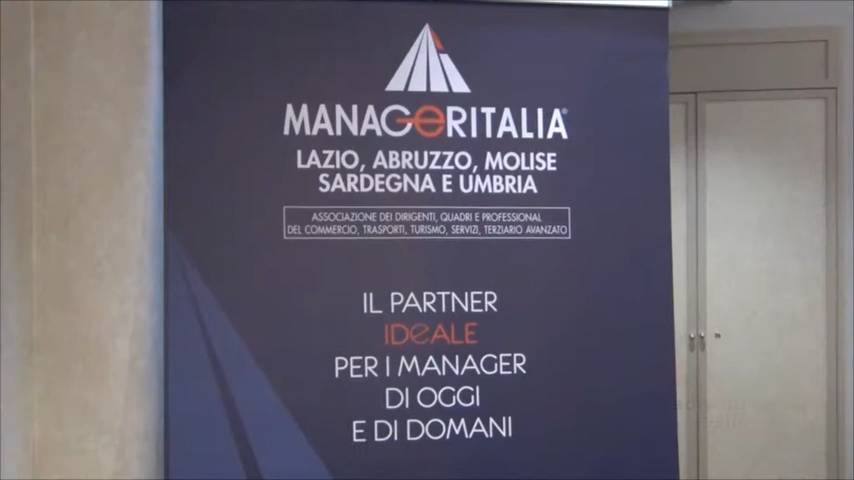 MANAGERITALIA®
LAZIO, ABRUZZO, MOLISE
SARDEGNA E UMBRIA
ASSOCIAZIONE DEI DIRIGENTI, QUADRI E PROFESSIONAL
DEL COMMERCIO, TRASPORTI, TURISMO, SERVIZI, TERZIARIO AVANZATO
IL PARTNER
IDeALE
PER I MANAGER
DI OGGI
E DI DOMANI